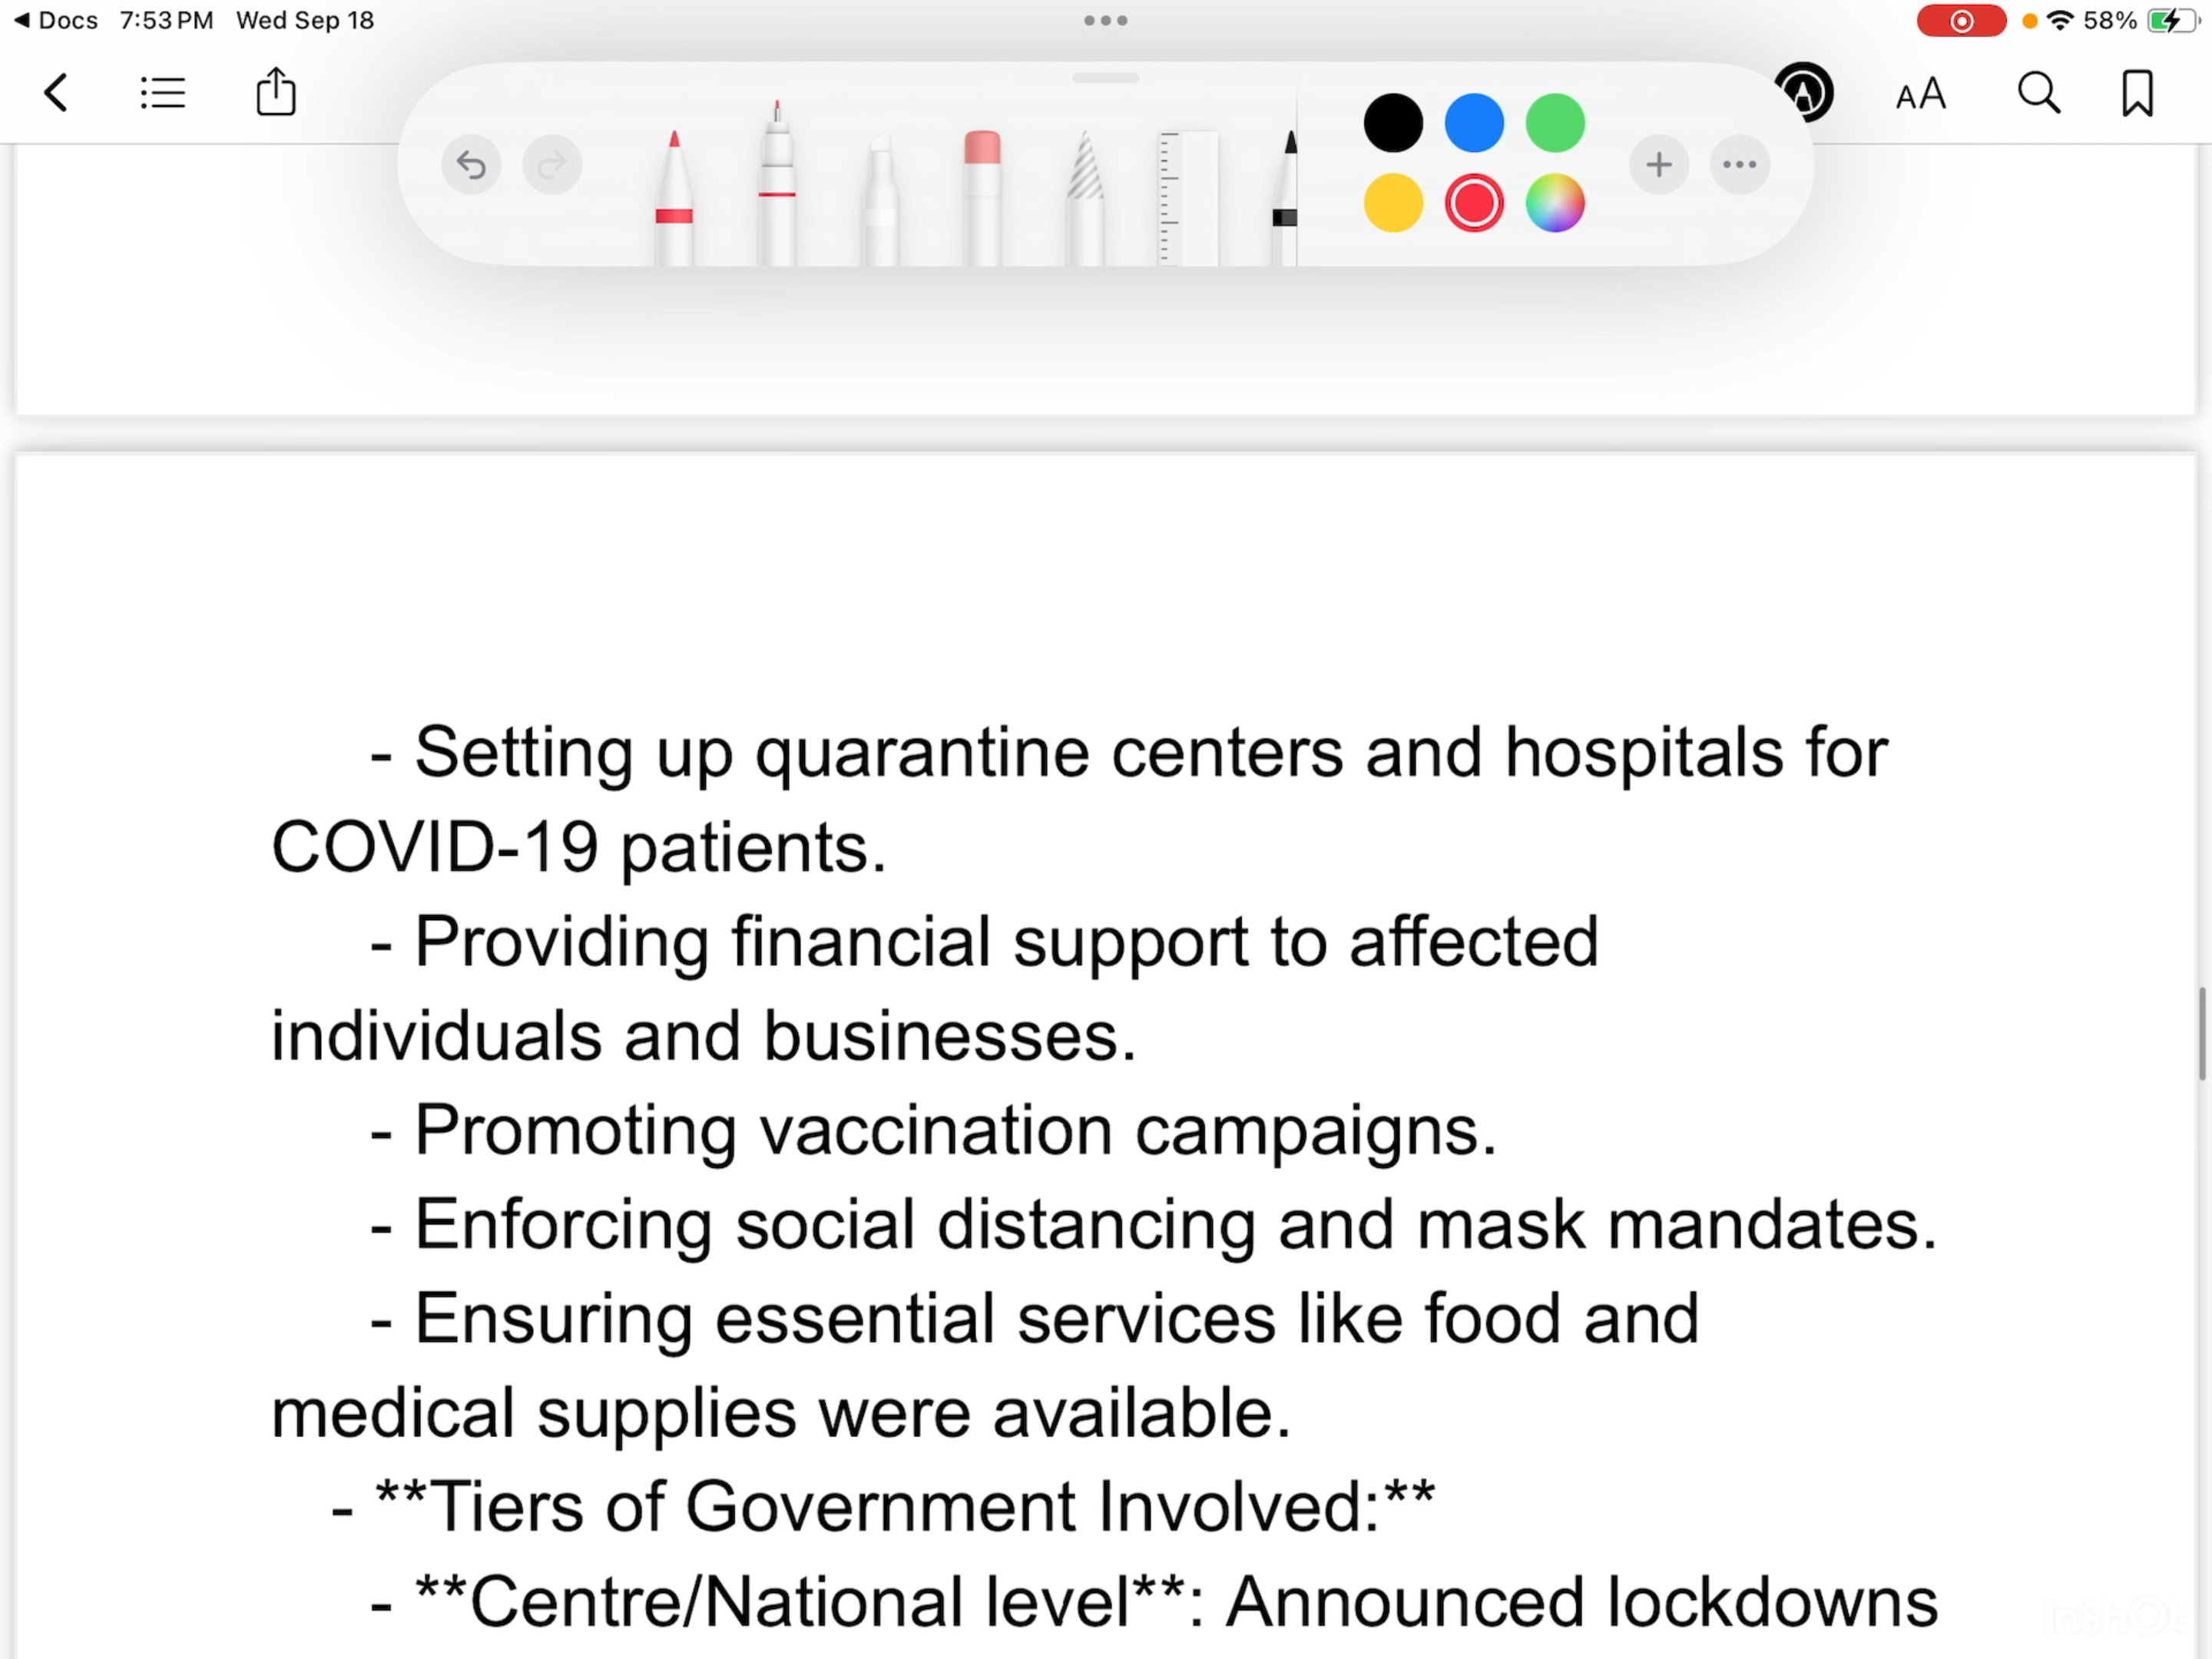 Docs 7:53 PM Wed Sep 18 58%
AA
- Setting up quarantine centers and hospitals for
COVID-19 patients.
- Providing financial support to affected
individuals and businesses.
- Promoting vaccination campaigns.
- Enforcing social distancing and mask mandates.
- Ensuring essential services like food and
medical supplies were available.
- **Tiers of Government Involved:**
- **Centre/National level**: Announced lockdowns
InShOt